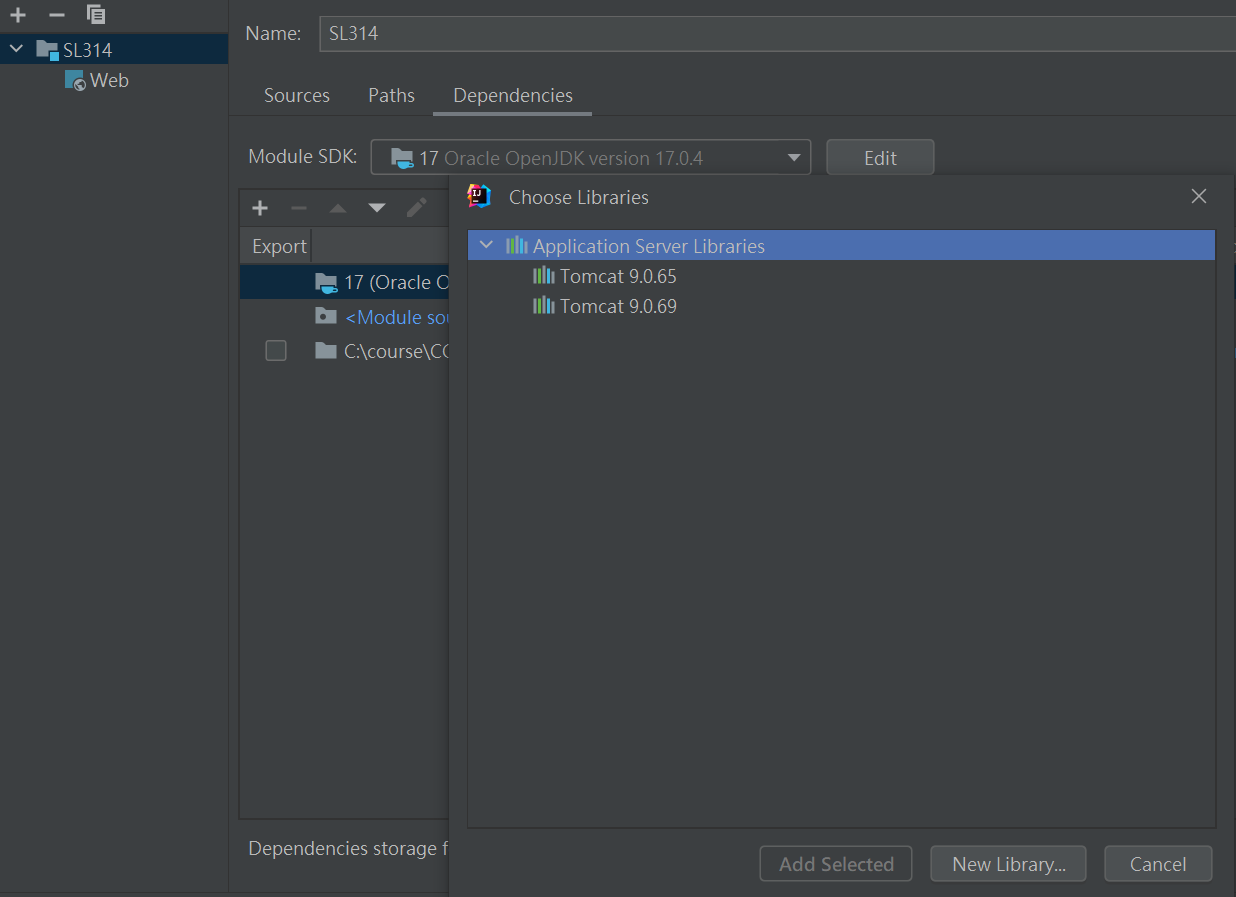 SL314
Web
Name:
SL314
Sources
Paths
Dependencies
Module SDK:
17 Oracle OpenJDK version 17.0.4
Edit
Export
17 (Oracle O
<Module sou
C:\course\CC
Dependencies storage f
Choose Libraries
Application Server Libraries
Tomcat 9.0.65
Tomcat 9.0.69
Add Selected
New Library...
Cancel